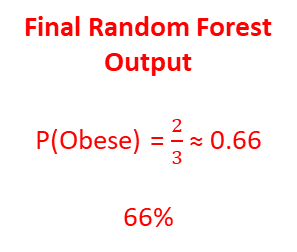 Final Random Forest
Output
P(Obese) = 2/3 ≈ 0.66
66%